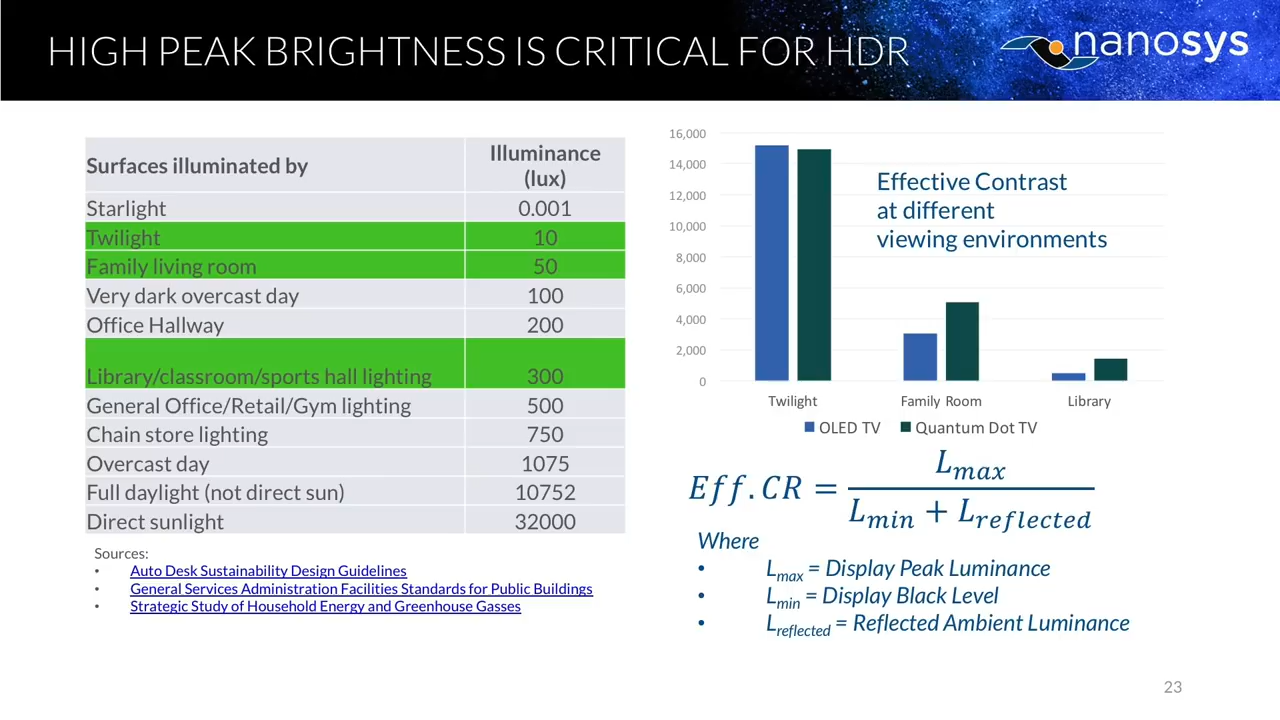 HIGH PEAK BRIGHTNESS IS CRITICAL FOR HDR
nanosys
Surfaces illuminated by
Illuminance
(lux)
Starlight 0.001
Twilight 10
Family living room 50
Very dark overcast day 100
Office Hallway 200
Library/classroom/sports hall lighting 300
General Office/Retail/Gym lighting 500
Chain store lighting 750
Overcast day 1075
Full daylight (not direct sun) 10752
Direct sunlight 32000
Sources:
• Auto Desk Sustainability Design Guidelines
• General Services Administration Facilities Standards for Public Buildings
• Strategic Study of Household Energy and Greenhouse Gasses
16,000
14,000
12,000
10,000
8,000
6,000
4,000
2,000
0
Effective Contrast
at different
viewing environments
Twilight Family Room Library
OLED TV Quantum Dot TV
Eff.CR = Lmax / (Lmin + Lreflected)
Where
• Lmax = Display Peak Luminance
• Lmin = Display Black Level
• Lreflected = Reflected Ambient Luminance
23